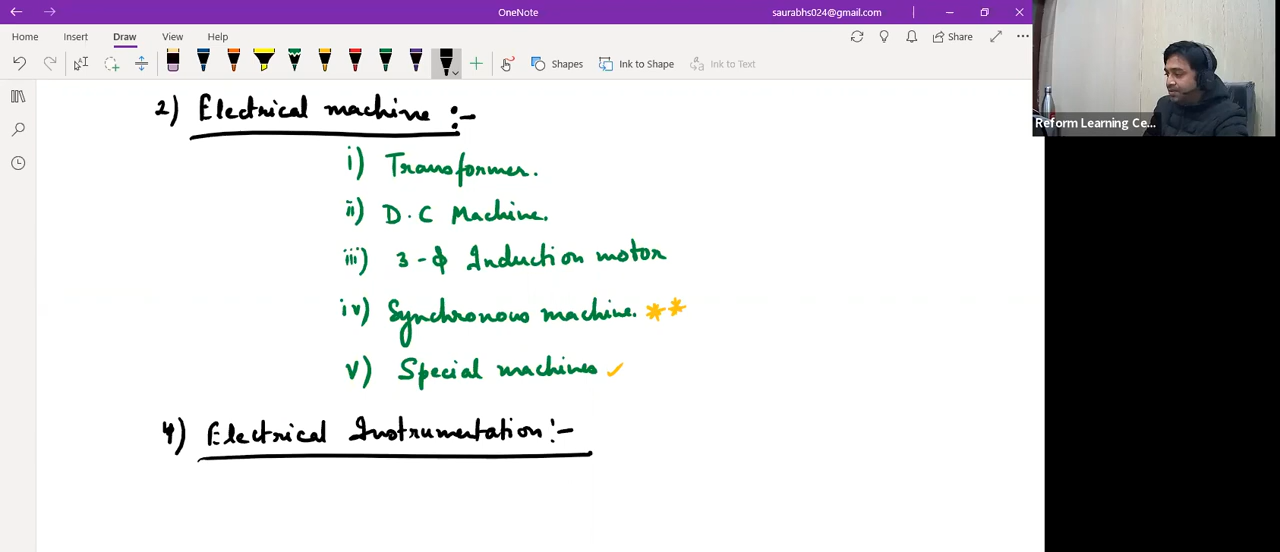 OneNote
saurabhs024@gmail.com
Home Insert Draw View Help
Share
Shapes Ink to Shape Ink to Text
Reform Learning Ce...
2) Electrical machine :-
i) Transformer.
ii) D.C Machine.
iii) 3-ɸ Induction motor
iv) Synchronous machine. **
v) Special machines ✓
4) Electrical Instrumentation:-